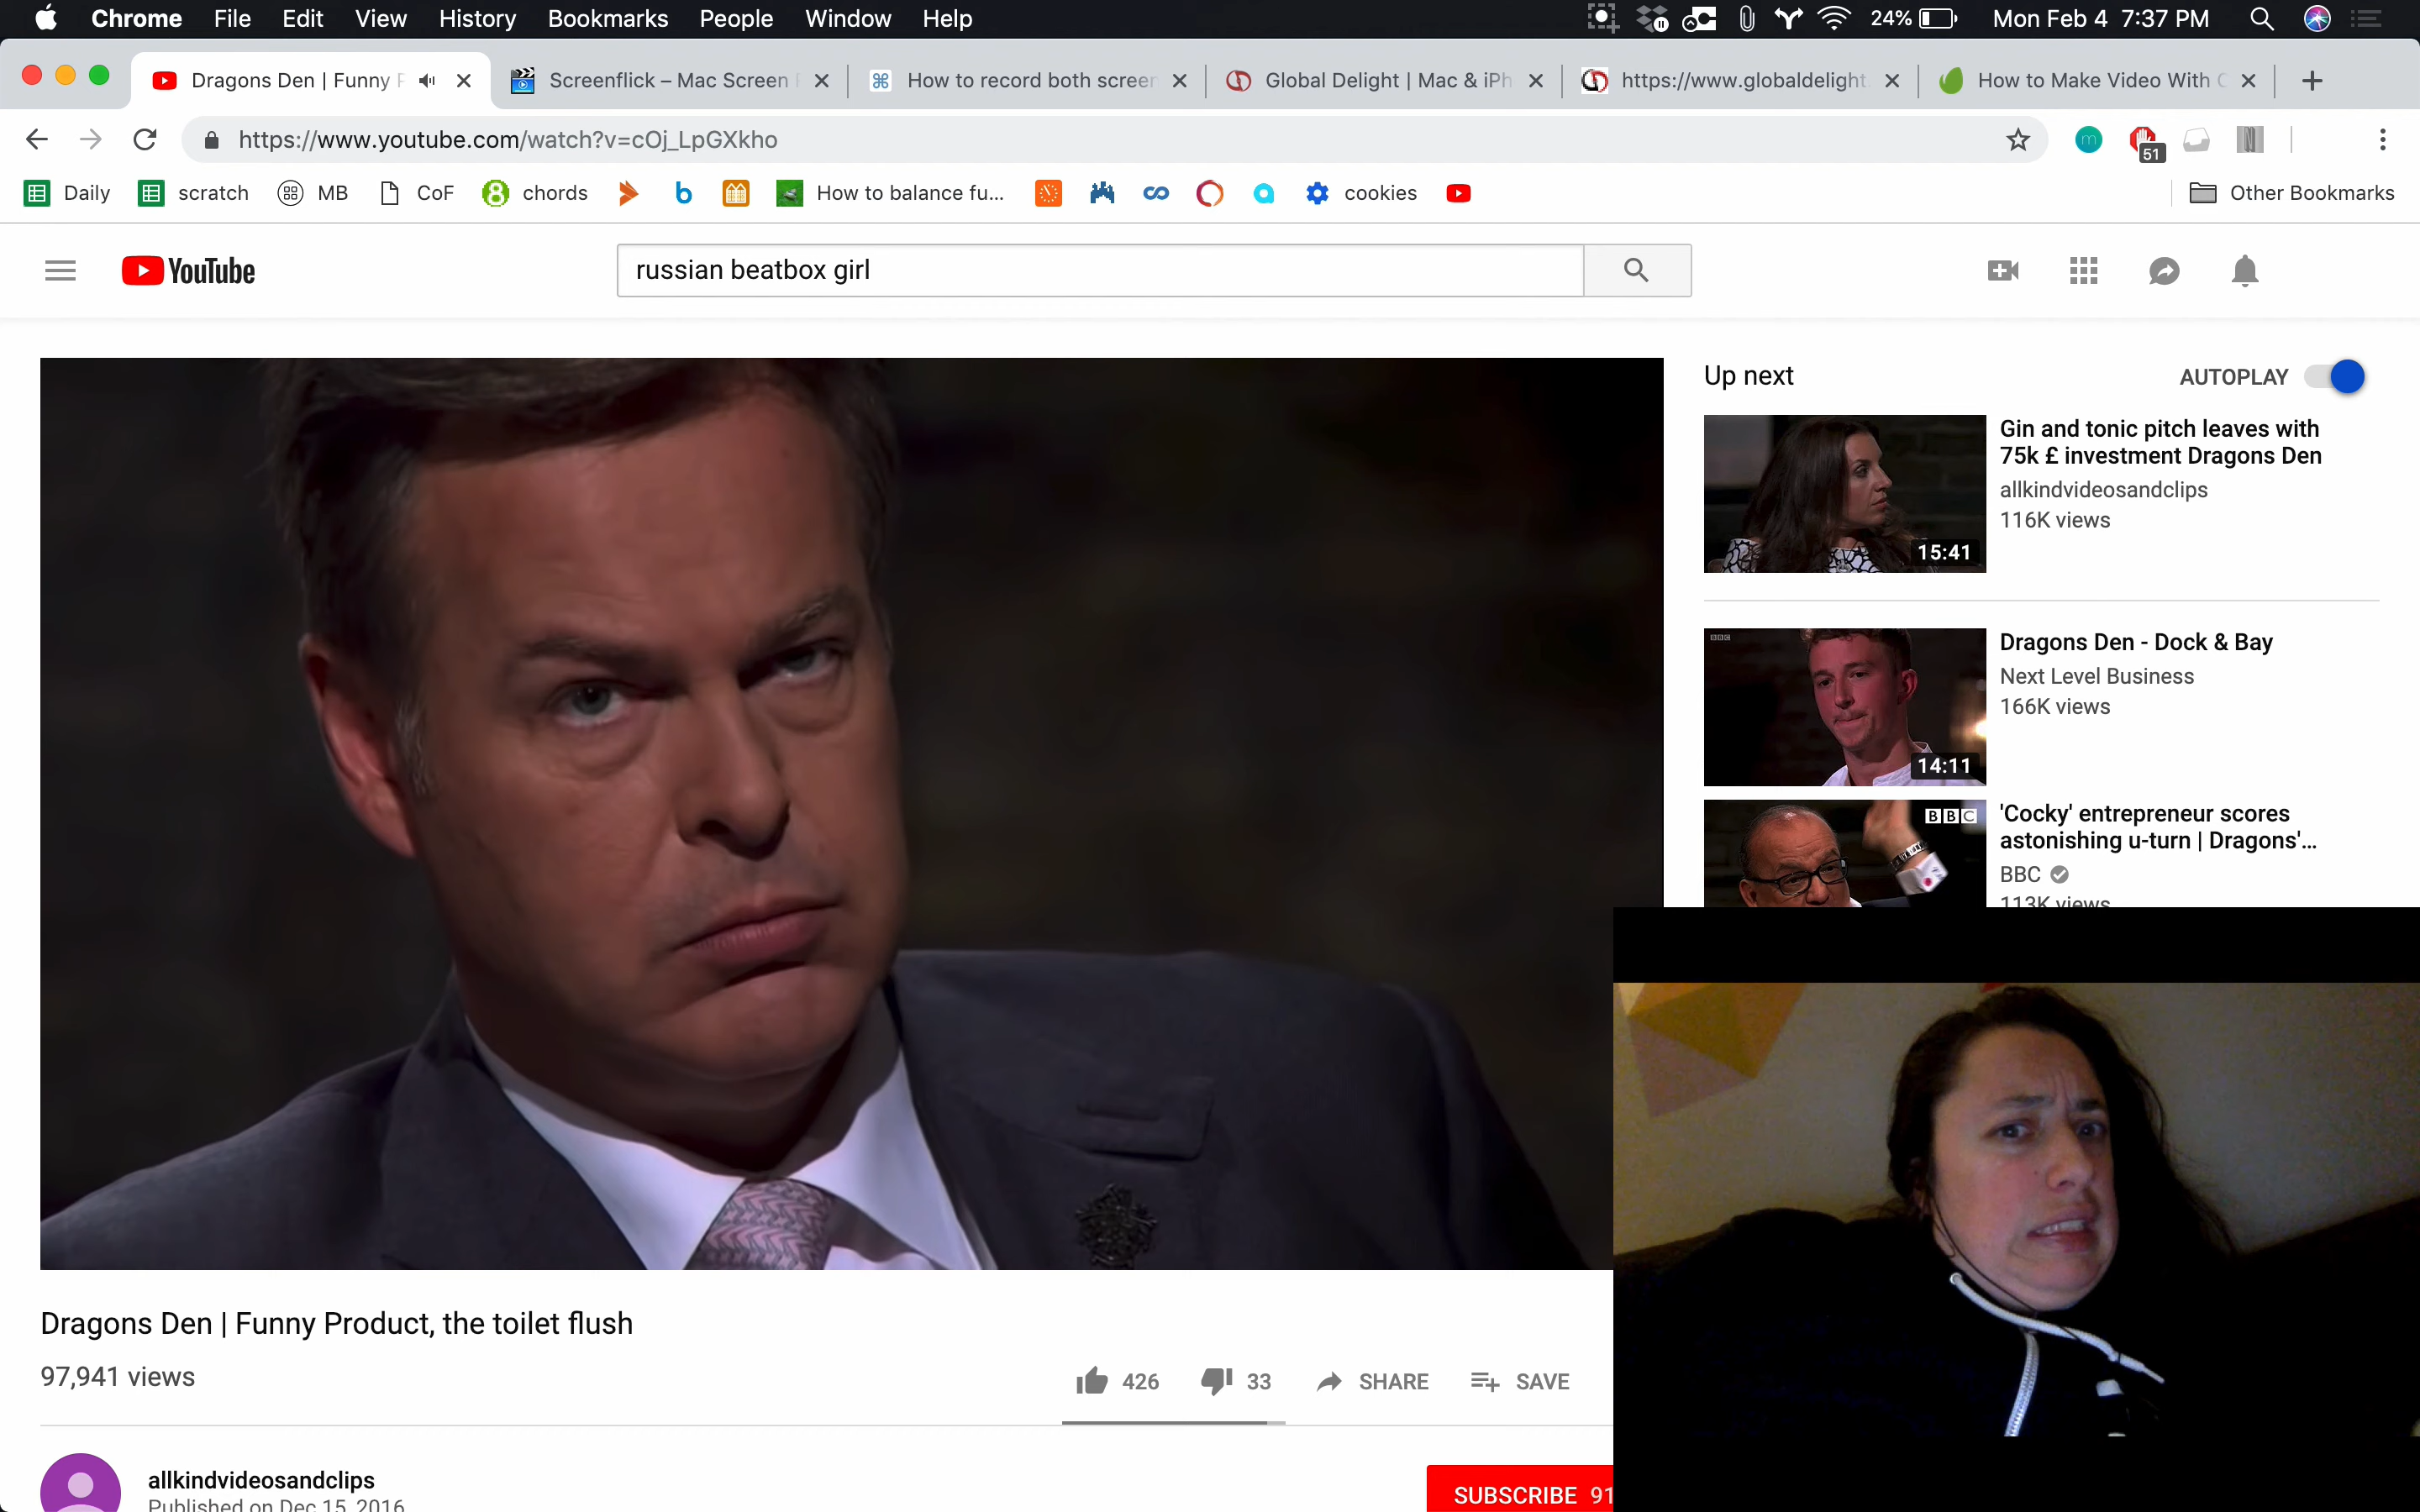 Chrome File Edit View History Bookmarks People Window Help 24% Mon Feb 4 7:37 PM
Dragons Den | Funny P Screenflick – Mac Screen How to record both screen Global Delight | Mac & iPh https://www.globaldelight. How to Make Video With C
https://www.youtube.com/watch?v=cOj_LpGXkho
51
Daily scratch MB CoF 8 chords b How to balance fu... cookies Other Bookmarks
YouTube
russian beatbox girl
Up next AUTOPLAY
Gin and tonic pitch leaves with
75k £ investment Dragons Den
allkindvideosandclips
116K views
15:41
BBC
Dragons Den - Dock & Bay
Next Level Business
166K views
14:11
BBC
'Cocky' entrepreneur scores
astonishing u-turn | Dragons'...
BBC
113K views
Dragons Den | Funny Product, the toilet flush
97,941 views
426 33 SHARE SAVE
allkindvideosandclips
Published on Dec 15, 2016
SUBSCRIBE 91